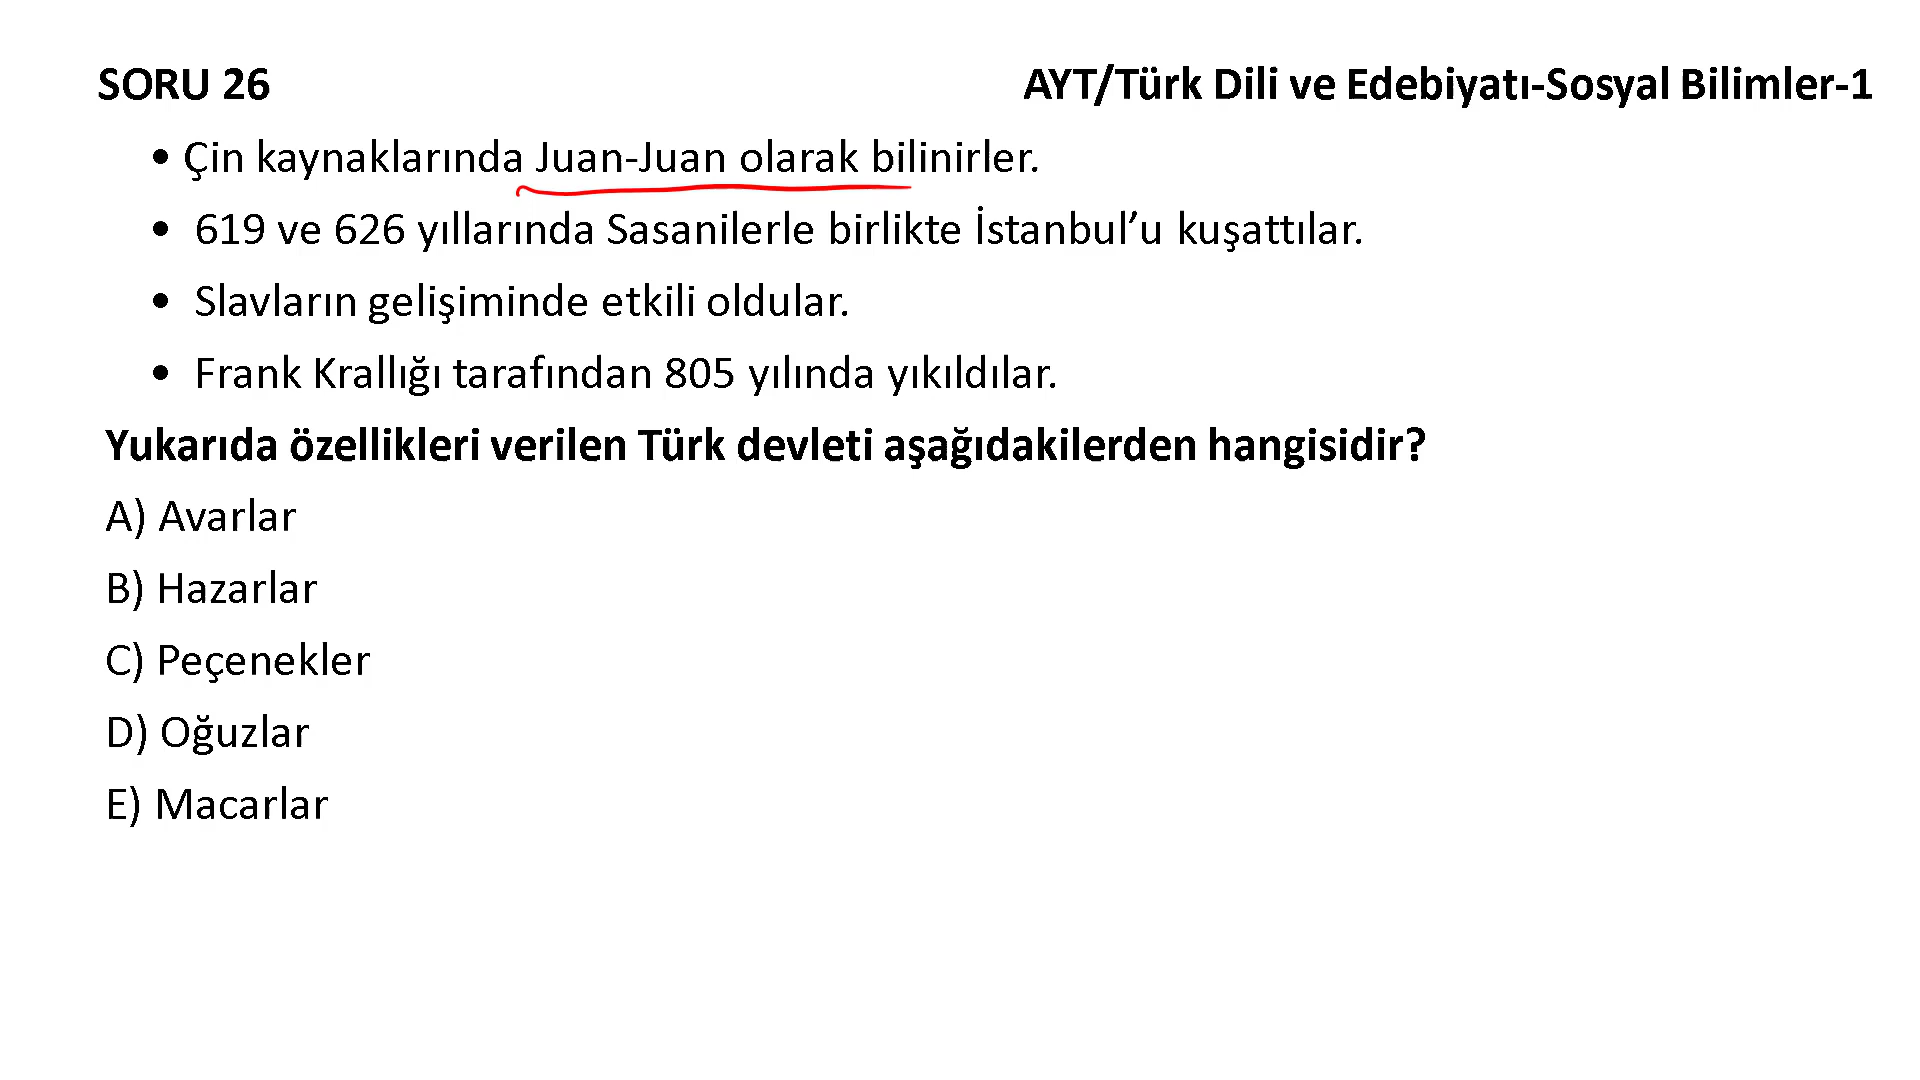 SORU 26 AYT/Türk Dili ve Edebiyatı-Sosyal Bilimler-1
• Çin kaynaklarında Juan-Juan olarak bilinirler.
• 619 ve 626 yıllarında Sasanilerle birlikte İstanbul’u kuşattılar.
• Slavların gelişiminde etkili oldular.
• Frank Krallığı tarafından 805 yılında yıkıldılar.
Yukarıda özellikleri verilen Türk devleti aşağıdakilerden hangisidir?
A) Avarlar
B) Hazarlar
C) Peçenekler
D) Oğuzlar
E) Macarlar